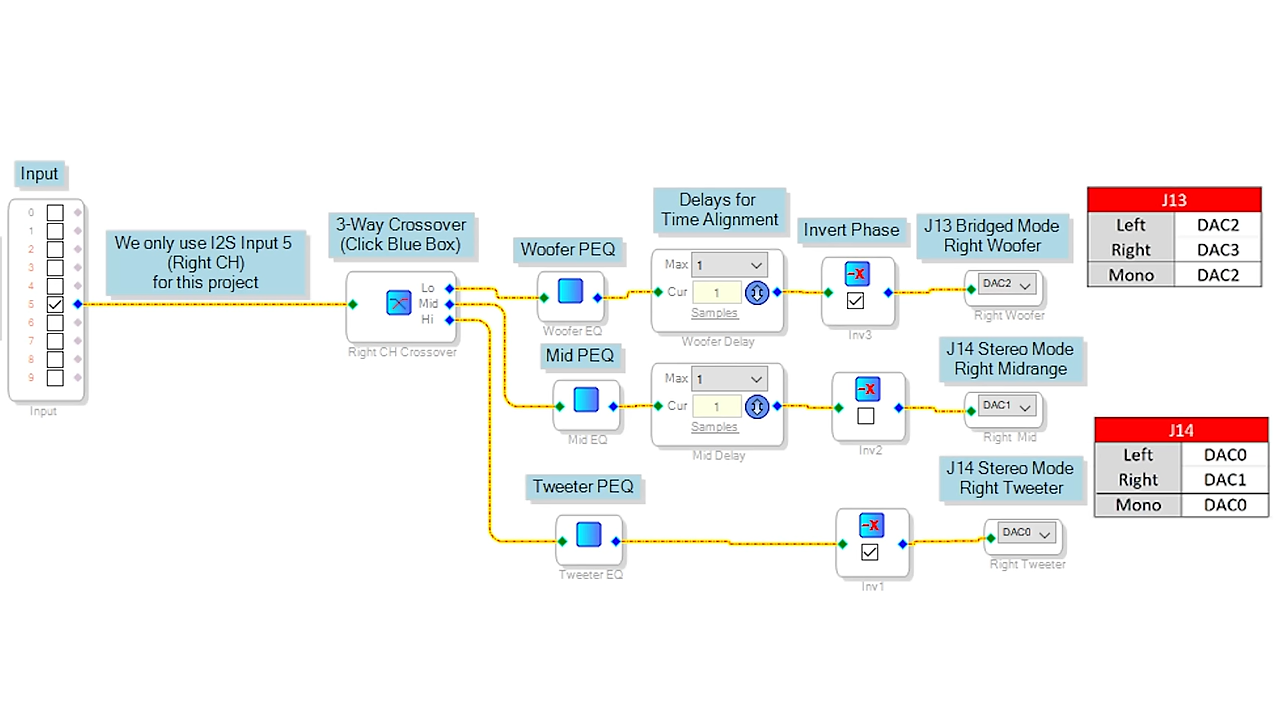 Input
0
1
2
3
4
5
6
7
8
9
Input
We only use I2S Input 5
(Right CH)
for this project
3-Way Crossover
(Click Blue Box)
Lo
Mid
Hi
Right CH Crossover
Woofer PEQ
Woofer EQ
Mid PEQ
Mid EQ
Tweeter PEQ
Tweeter EQ
Delays for
Time Alignment
Max 1
Cur 1
Samples
Woofer Delay
Max 1
Cur 1
Samples
Mid Delay
Invert Phase
-X
Inv3
-X
Inv2
-X
Inv1
J13 Bridged Mode
Right Woofer
DAC2
Right Woofer
J14 Stereo Mode
Right Midrange
DAC1
Right Mid
J14 Stereo Mode
Right Tweeter
DAC0
Right Tweeter
J13
Left DAC2
Right DAC3
Mono DAC2
J14
Left DAC0
Right DAC1
Mono DAC0